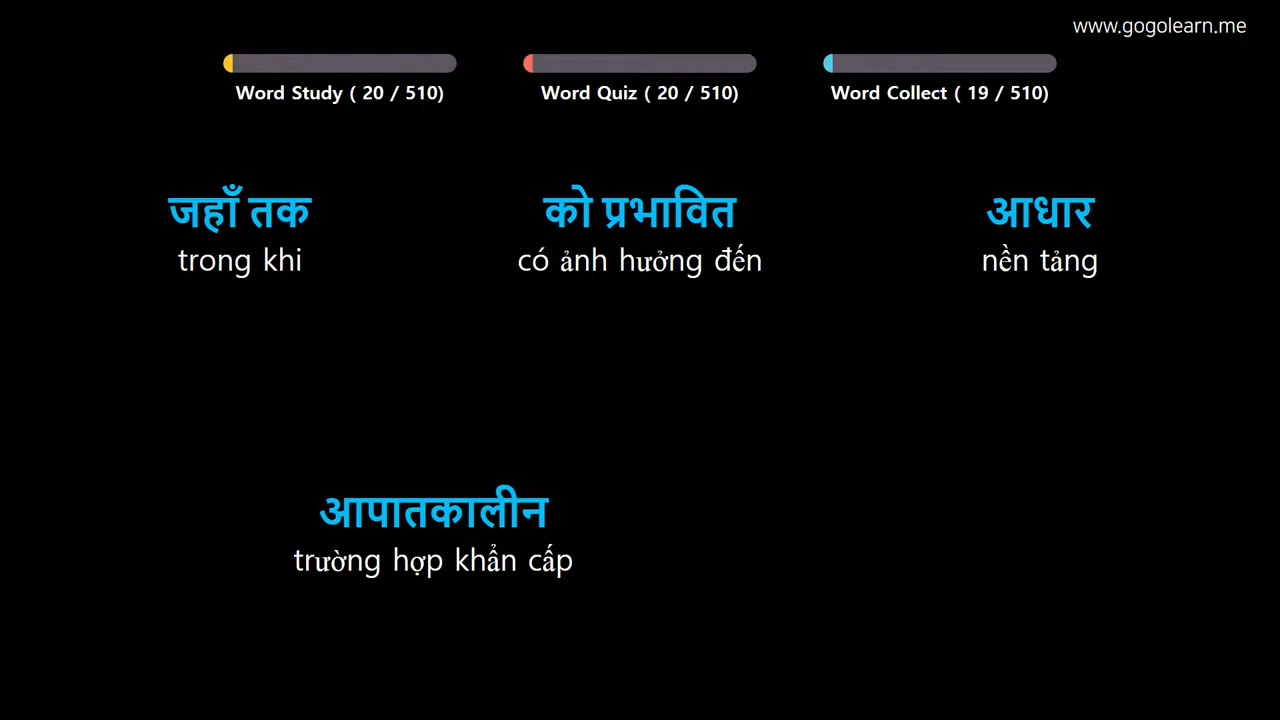 www.gogolearn.me
Word Study ( 20 / 510)
Word Quiz ( 20 / 510)
Word Collect ( 19 / 510)
जहाँ तक
trong khi
को प्रभावित
có ảnh hưởng đến
आधार
nền tảng
आपातकालीन
trường hợp khẩn cấp